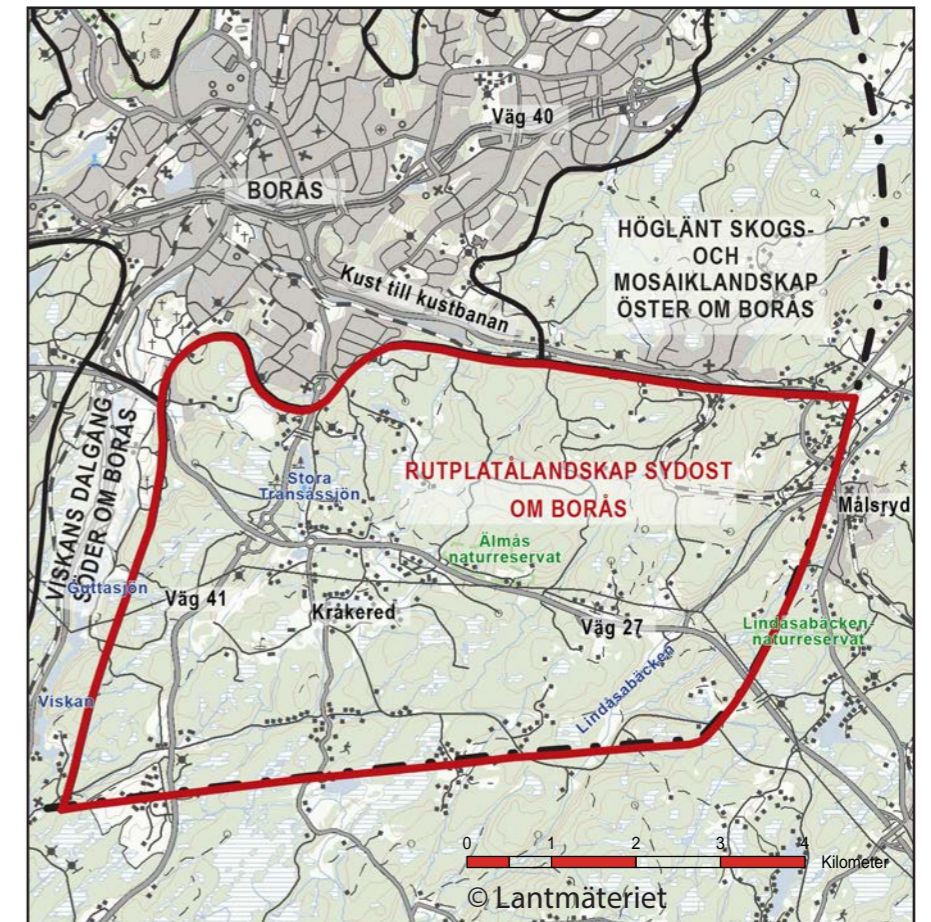 Väg 40
BORÅS
HÖGLÄNT SKOGS-
OCH
MOSAIKLANDSKAP
ÖSTER OM BORÅS
Kust till kustbanan
VISKANS DALGÅNG
SÖDER OM BORÅS
RUTPLATÅLANDSKAP SYDOST
OM BORÅS
Stora
Transåssjön
Målsryd
Älmås
naturreservat
Guttasjön
Väg 41
Kråkered
Väg 27
Lindåsabäcken-
naturreservat
Lindåsabäcken
Viskan
0 1 2 3 4
Kilometer
© Lantmäteriet